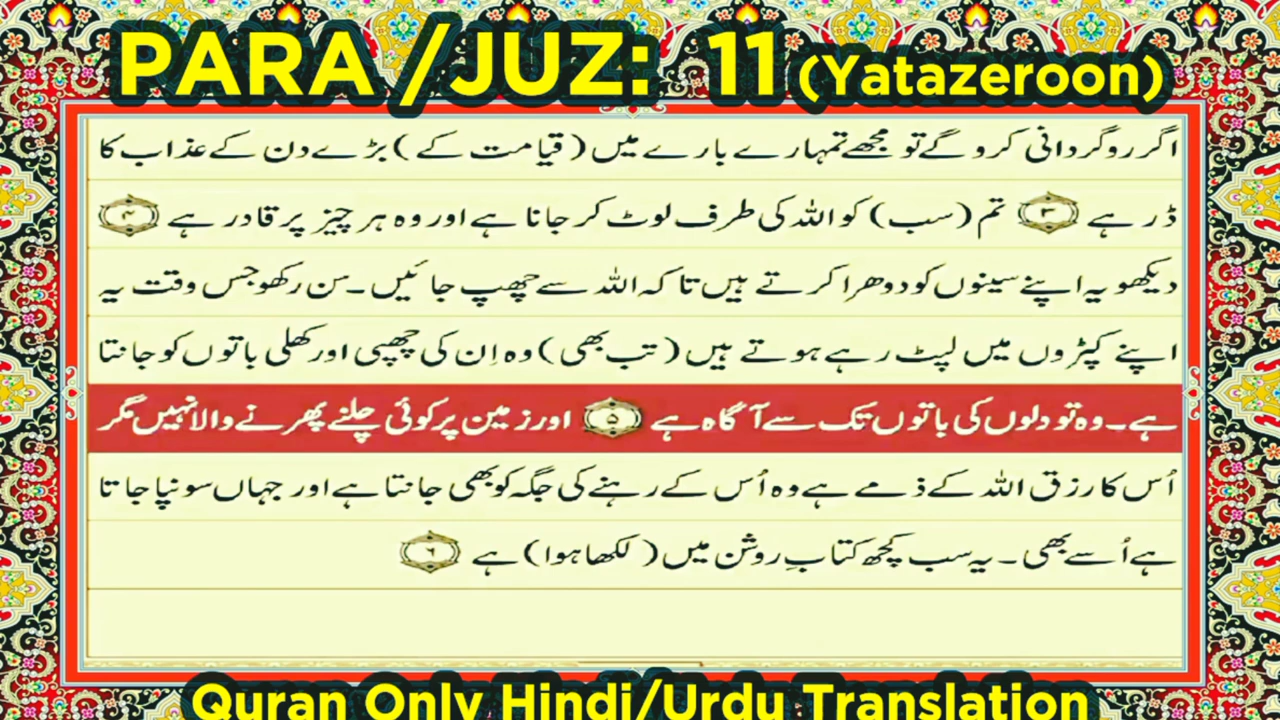 PARA /JUZ: 11 (Yatazeroon)
اگر روگردانی کرو گے تو مجھے تمہارے بارے میں (قیامت کے) بڑے دن کے عذاب کا
ڈر ہے ۳ تم (سب) کو اللہ کی طرف لوٹ کر جانا ہے اور وہ ہر چیز پر قادر ہے ۴
دیکھو یہ اپنے سینوں کو دوھرا کرتے ہیں تاکہ اللہ سے چھپ جائیں۔ سن رکھو جس وقت یہ
اپنے کپڑوں میں لپٹ رہے ہوتے ہیں (تب بھی) وہ اِن کی چھپی اور کھلی باتوں کو جانتا
ہے۔ وہ تو دلوں کی باتوں تک سے آگاہ ہے ۵ اور زمین پر کوئی چلنے پھرنے والا نہیں مگر
اُس کا رزق اللہ کے ذمے ہے وہ اُس کے رہنے کی جگہ کو بھی جانتا ہے اور جہاں سونپا جاتا
ہے اُسے بھی۔ یہ سب کچھ کتابِ روشن میں (لکھا ہوا) ہے ۶
Quran Only Hindi/Urdu Translation